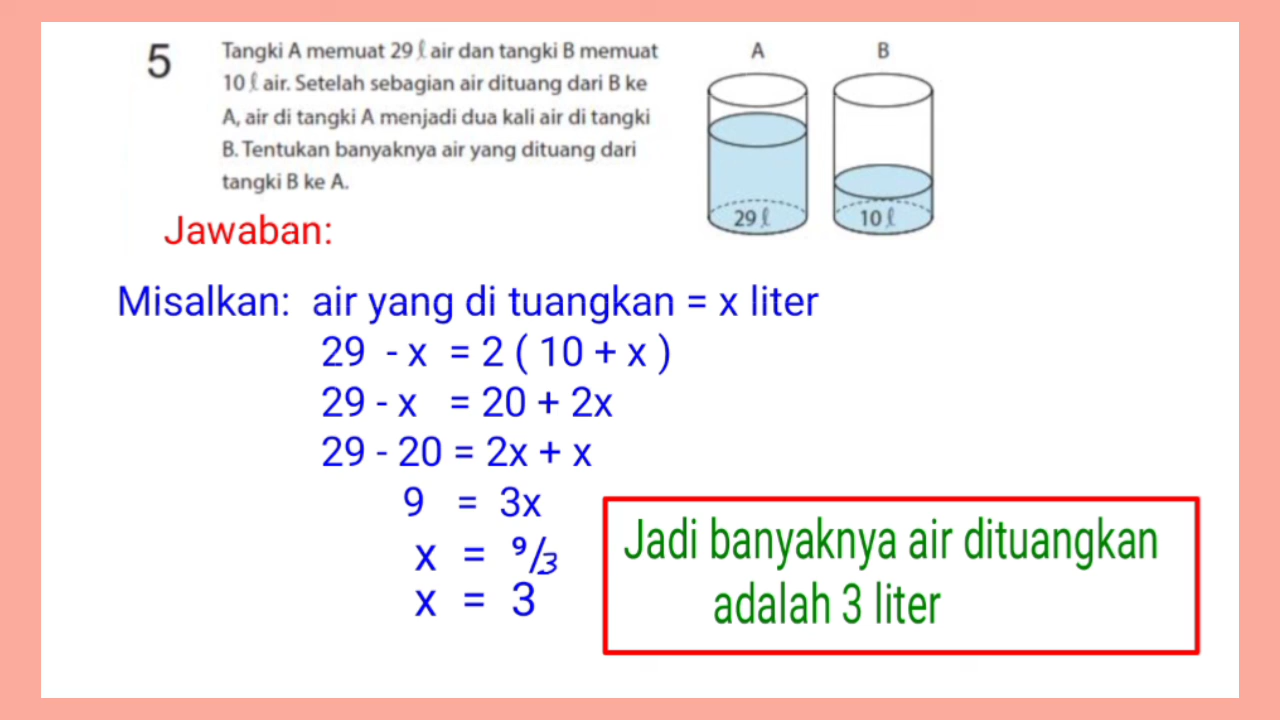 5
Tangki A memuat 29 ℓ air dan tangki B memuat
10 ℓ air. Setelah sebagian air dituang dari B ke
A, air di tangki A menjadi dua kali air di tangki
B. Tentukan banyaknya air yang dituang dari
tangki B ke A.
A B
29 ℓ 10 ℓ
Jawaban:
Misalkan: air yang di tuangkan = x liter
29 - x = 2 ( 10 + x )
29 - x = 20 + 2x
29 - 20 = 2x + x
9 = 3x
x = 9/3
x = 3
Jadi banyaknya air dituangkan
adalah 3 liter